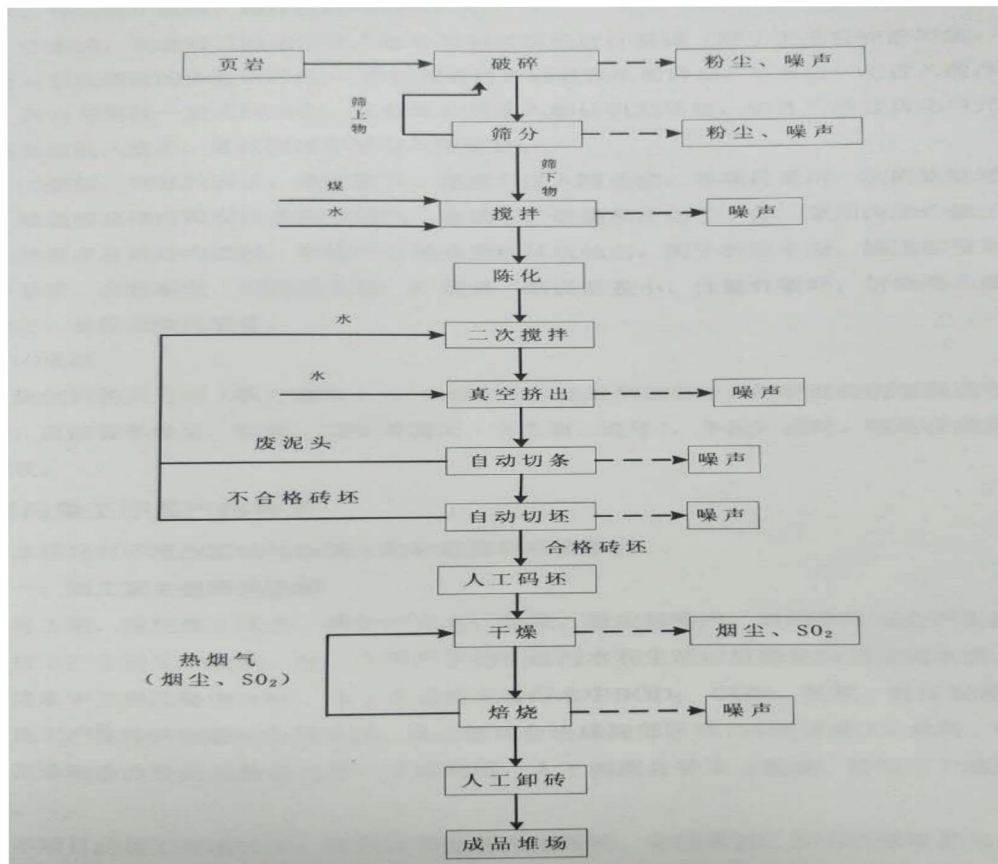 页岩 破碎 粉尘、噪声
筛上物
筛分 粉尘、噪声
筛下物
煤
水 搅拌 噪声
陈化
水 二次搅拌
水 真空挤出 噪声
废泥头
自动切条 噪声
不合格砖坯
自动切坯 噪声
合格砖坯
人工码坯
干燥 烟尘、SO₂
热烟气
（烟尘、SO₂）
焙烧 噪声
人工卸砖
成品堆场